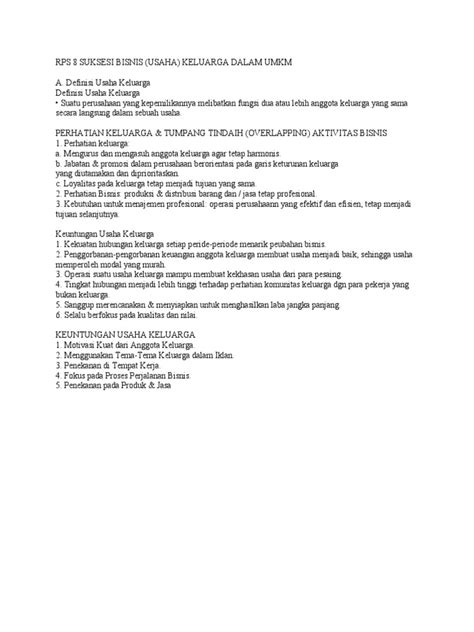 RPS 8 SUKSESI BISNIS (USAHA) KELUARGA DALAM UMKM
A. Definisi Usaha Keluarga
Definisi Usaha Keluarga
• Suatu perusahaan yang kepemilikannya melibatkan fungsi dua atau lebih anggota keluarga yang sama
secara langsung dalam sebuah usaha.
PERHATIAN KELUARGA & TUMPANG TINDAIH (OVERLAPPING) AKTIVITAS BISNIS
1. Perhatian keluarga:
a. Mengurus dan mengasuh anggota keluarga agar tetap harmonis.
b. Jabatan & promosi dalam perusahaan berorientasi pada garis keturunan keluarga
yang diutamakan dan diprioritaskan
c. Loyalitas pada keluarga tetap menjadi tujuan yang sama.
2. Perhatian Bisnis: produksi & distribusi barang dan / jasa tetap profesional
3. Kebutuhan untuk menajemen profesional: operasi perusahaann yang efektif dan efisien, tetap menjadi
tujuan selanjutnya.
Keuntungan Usaha Keluarga
1. Kekuatan hubungan keluarga setiap peride-periode menarik peubahan bisnis.
2. Penggorbanan-pengorbanan keuangan anggota keluarga membuat usaha menjadi baik, sehingga usaha
memperoleh modal yang murah.
3. Operasi suatu usaha keluarga mampu membuat kekhasan usaha dari para pesaing.
4. Tingkat hubungan menjadi lebih tinggi terhadap perhatian komunitas keluarga dgn para pekerja yang
bukan keluarga.
5. Sanggup merencanakan & menyiapkan untuk menghasilkan laba jangka panjang.
6. Selalu berfokus pada kualitas dan nilai.
KEUNTUNGAN USAHA KELUARGA
1. Motivasi Kuat dari Anggota Keluarga.
2. Menggunakan Tema-Tema Keluarga dalam Iklan.
3. Penekanan di Tempat Kerja.
4. Fokus pada Proses Perjalanan Bisnis.
5. Penekanan pada Produk & Jasa